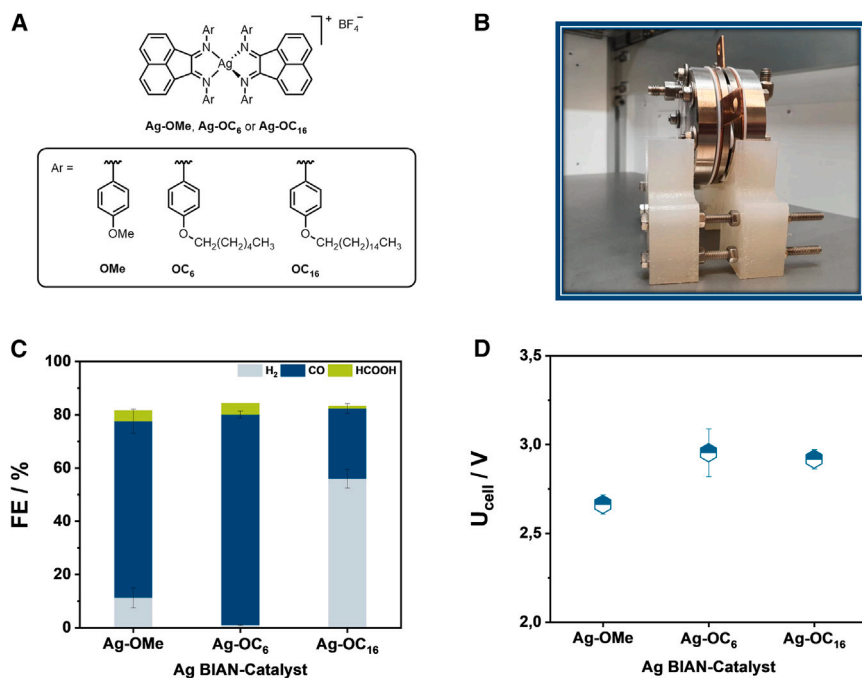 A
Ar
Ar
+ BF₄⁻
N
N
Ag
N
N
Ar
Ar
Ag-OMe, Ag-OC₆ or Ag-OC₁₆
Ar =
OMe
O
CH₂(CH₂)₄CH₃
O
CH₂(CH₂)₁₄CH₃
OMe
OC₆
OC₁₆
B
C
FE / %
100
80
60
40
20
0
H₂ CO HCOOH
Ag-OMe Ag-OC₆ Ag-OC₁₆
Ag BIAN-Catalyst
D
U_cell / V
3,5
3,0
2,5
2,0
Ag-OMe Ag-OC₆ Ag-OC₁₆
Ag BIAN-Catalyst